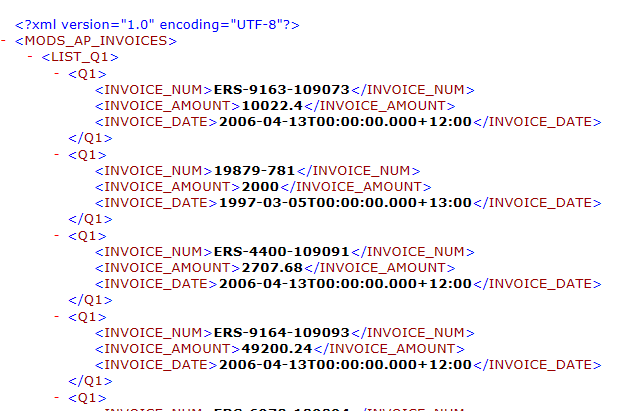 <?xml version="1.0" encoding="UTF-8"?>
- <MODS_AP_INVOICES>
- <LIST_Q1>
- <Q1>
<INVOICE_NUM>ERS-9163-109073</INVOICE_NUM>
<INVOICE_AMOUNT>10022.4</INVOICE_AMOUNT>
<INVOICE_DATE>2006-04-13T00:00:00.000+12:00</INVOICE_DATE>
</Q1>
- <Q1>
<INVOICE_NUM>19879-781</INVOICE_NUM>
<INVOICE_AMOUNT>2000</INVOICE_AMOUNT>
<INVOICE_DATE>1997-03-05T00:00:00.000+13:00</INVOICE_DATE>
</Q1>
- <Q1>
<INVOICE_NUM>ERS-4400-109091</INVOICE_NUM>
<INVOICE_AMOUNT>2707.68</INVOICE_AMOUNT>
<INVOICE_DATE>2006-04-13T00:00:00.000+12:00</INVOICE_DATE>
</Q1>
- <Q1>
<INVOICE_NUM>ERS-9164-109093</INVOICE_NUM>
<INVOICE_AMOUNT>49200.24</INVOICE_AMOUNT>
<INVOICE_DATE>2006-04-13T00:00:00.000+12:00</INVOICE_DATE>
</Q1>
- <Q1>